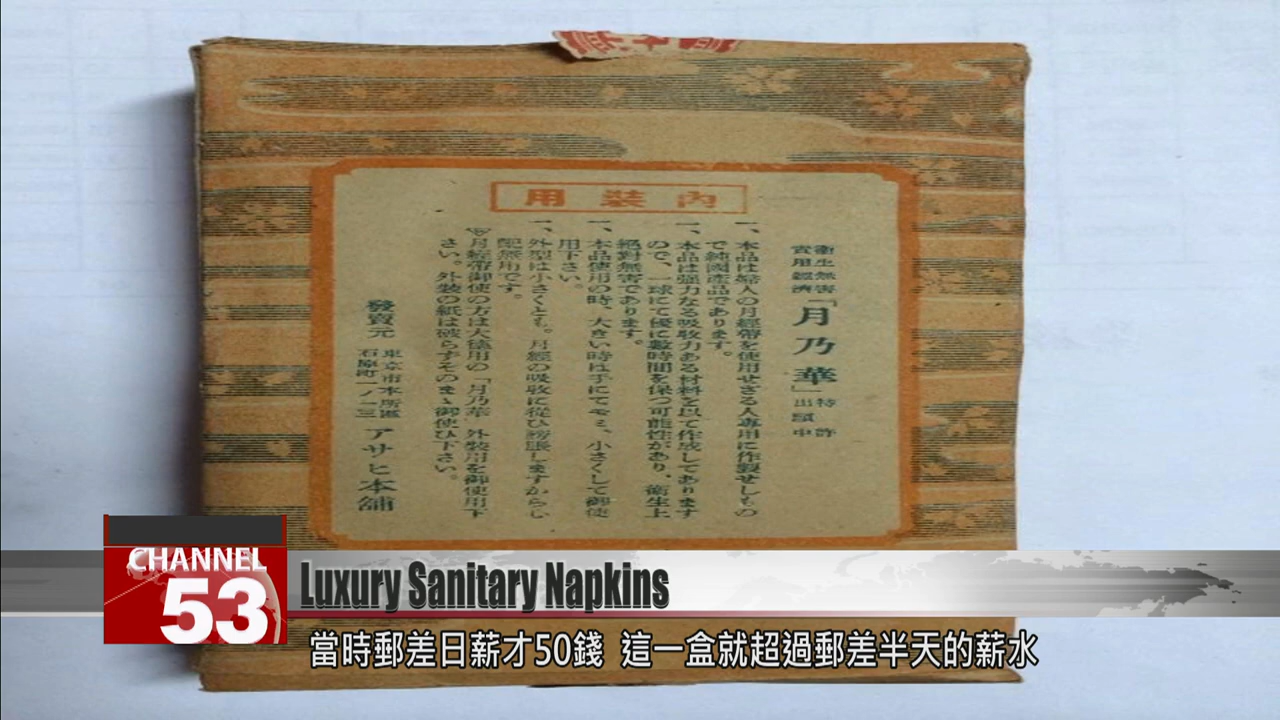 內裝用
衛生無害
實用經濟
「月乃華」
特許
出願中
一、本品は婦人の月經帶を使用せざる人專用に作製せしもの
で純國產品であります。
一、本品は强力なる吸收力ある材料を以て作成してあります
ので、一球にて優に數時間を保つ可能性があり、衛生上
絕對無害であります。
一、本品使用の時、大きい時は手にてモミ、小さくして御使
用下さい。
一、外型は小さくとも。月經の吸收に從ひ膨脹しますから心
配無用です。
月經帶御使の方は大德用の「月乃華」外裝用を御使用下
さい。外裝の紙は破らずそのまゝ御使ひ下さい。
發賣元
東京市本所區
石原町一ノ一三
アサヒ本舖
CHANNEL
53
Luxury Sanitary Napkins
當時郵差日薪才50錢 這一盒就超過郵差半天的薪水